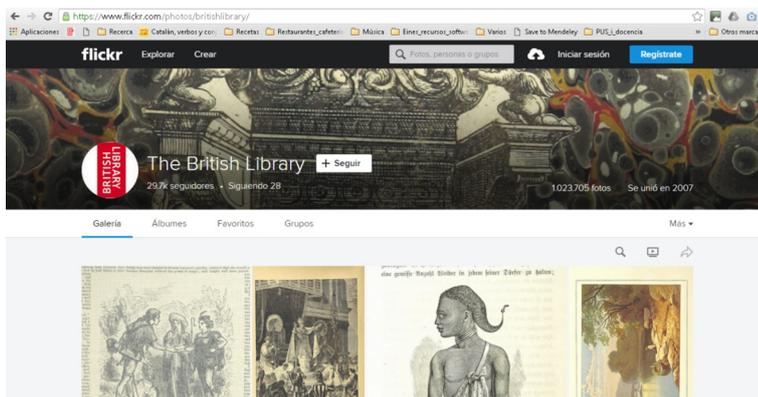 https://www.flickr.com/photos/britishlibrary/
Aplicaciones Recerca Catalán, verbos y conj Recetas Restaurantes_cafetería Música Eines_recursos_softw Varios Save to Mendeley PUS_i_docencia » Otros marca
flickr Explorar Crear Fotos, personas o grupos Iniciar sesión Regístrate
BRITISH
LIBRARY
The British Library + Seguir
29.7k seguidores • Siguiendo 28 1.023.705 fotos Se unió en 2007
Galería Álbumes Favoritos Grupos Más
eine gewisse Anzahl Kinder in jedem seiner Dörfer zu halten;